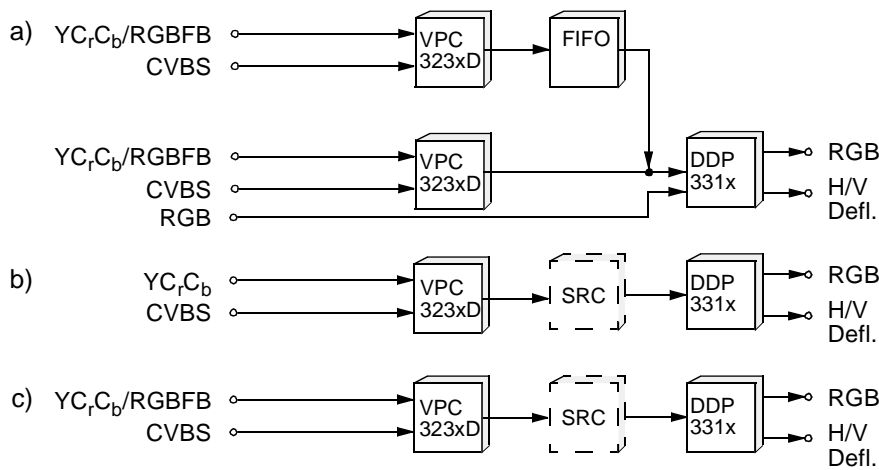 a)
YCrCb/RGBFB
CVBS
VPC
323xD
FIFO
YCrCb/RGBFB
CVBS
RGB
VPC
323xD
DDP
331x
RGB
H/V
Defl.
b)
YCrCb
CVBS
VPC
323xD
SRC
DDP
331x
RGB
H/V
Defl.
c)
YCrCb/RGBFB
CVBS
VPC
323xD
SRC
DDP
331x
RGB
H/V
Defl.